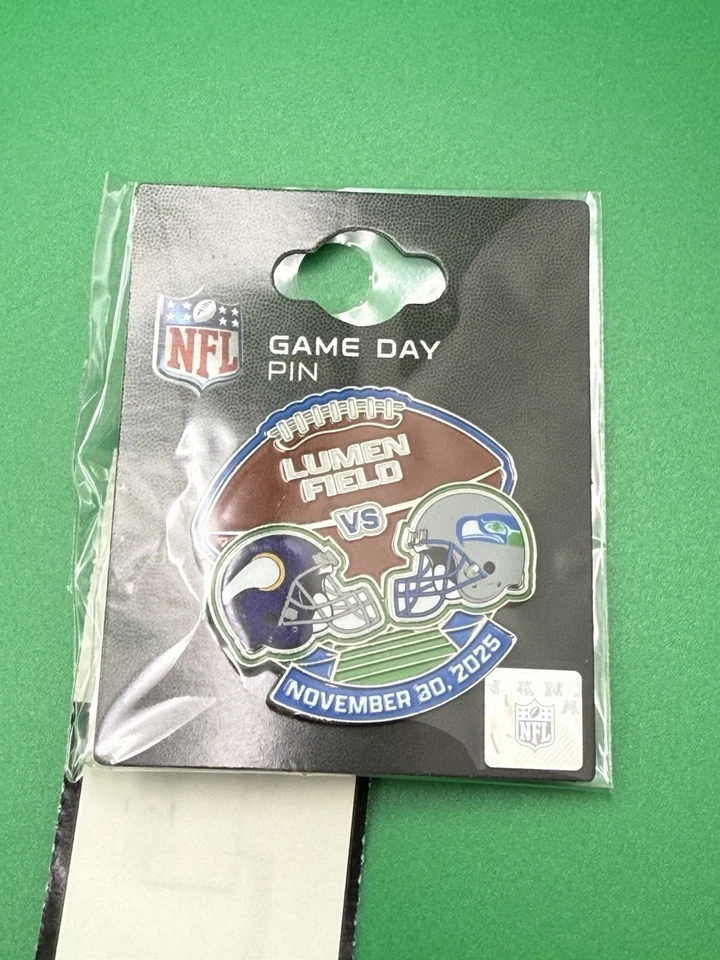 NFL
GAME DAY
PIN
LUMEN
FIELD
VS
NOVEMBER 30, 2025
NFL